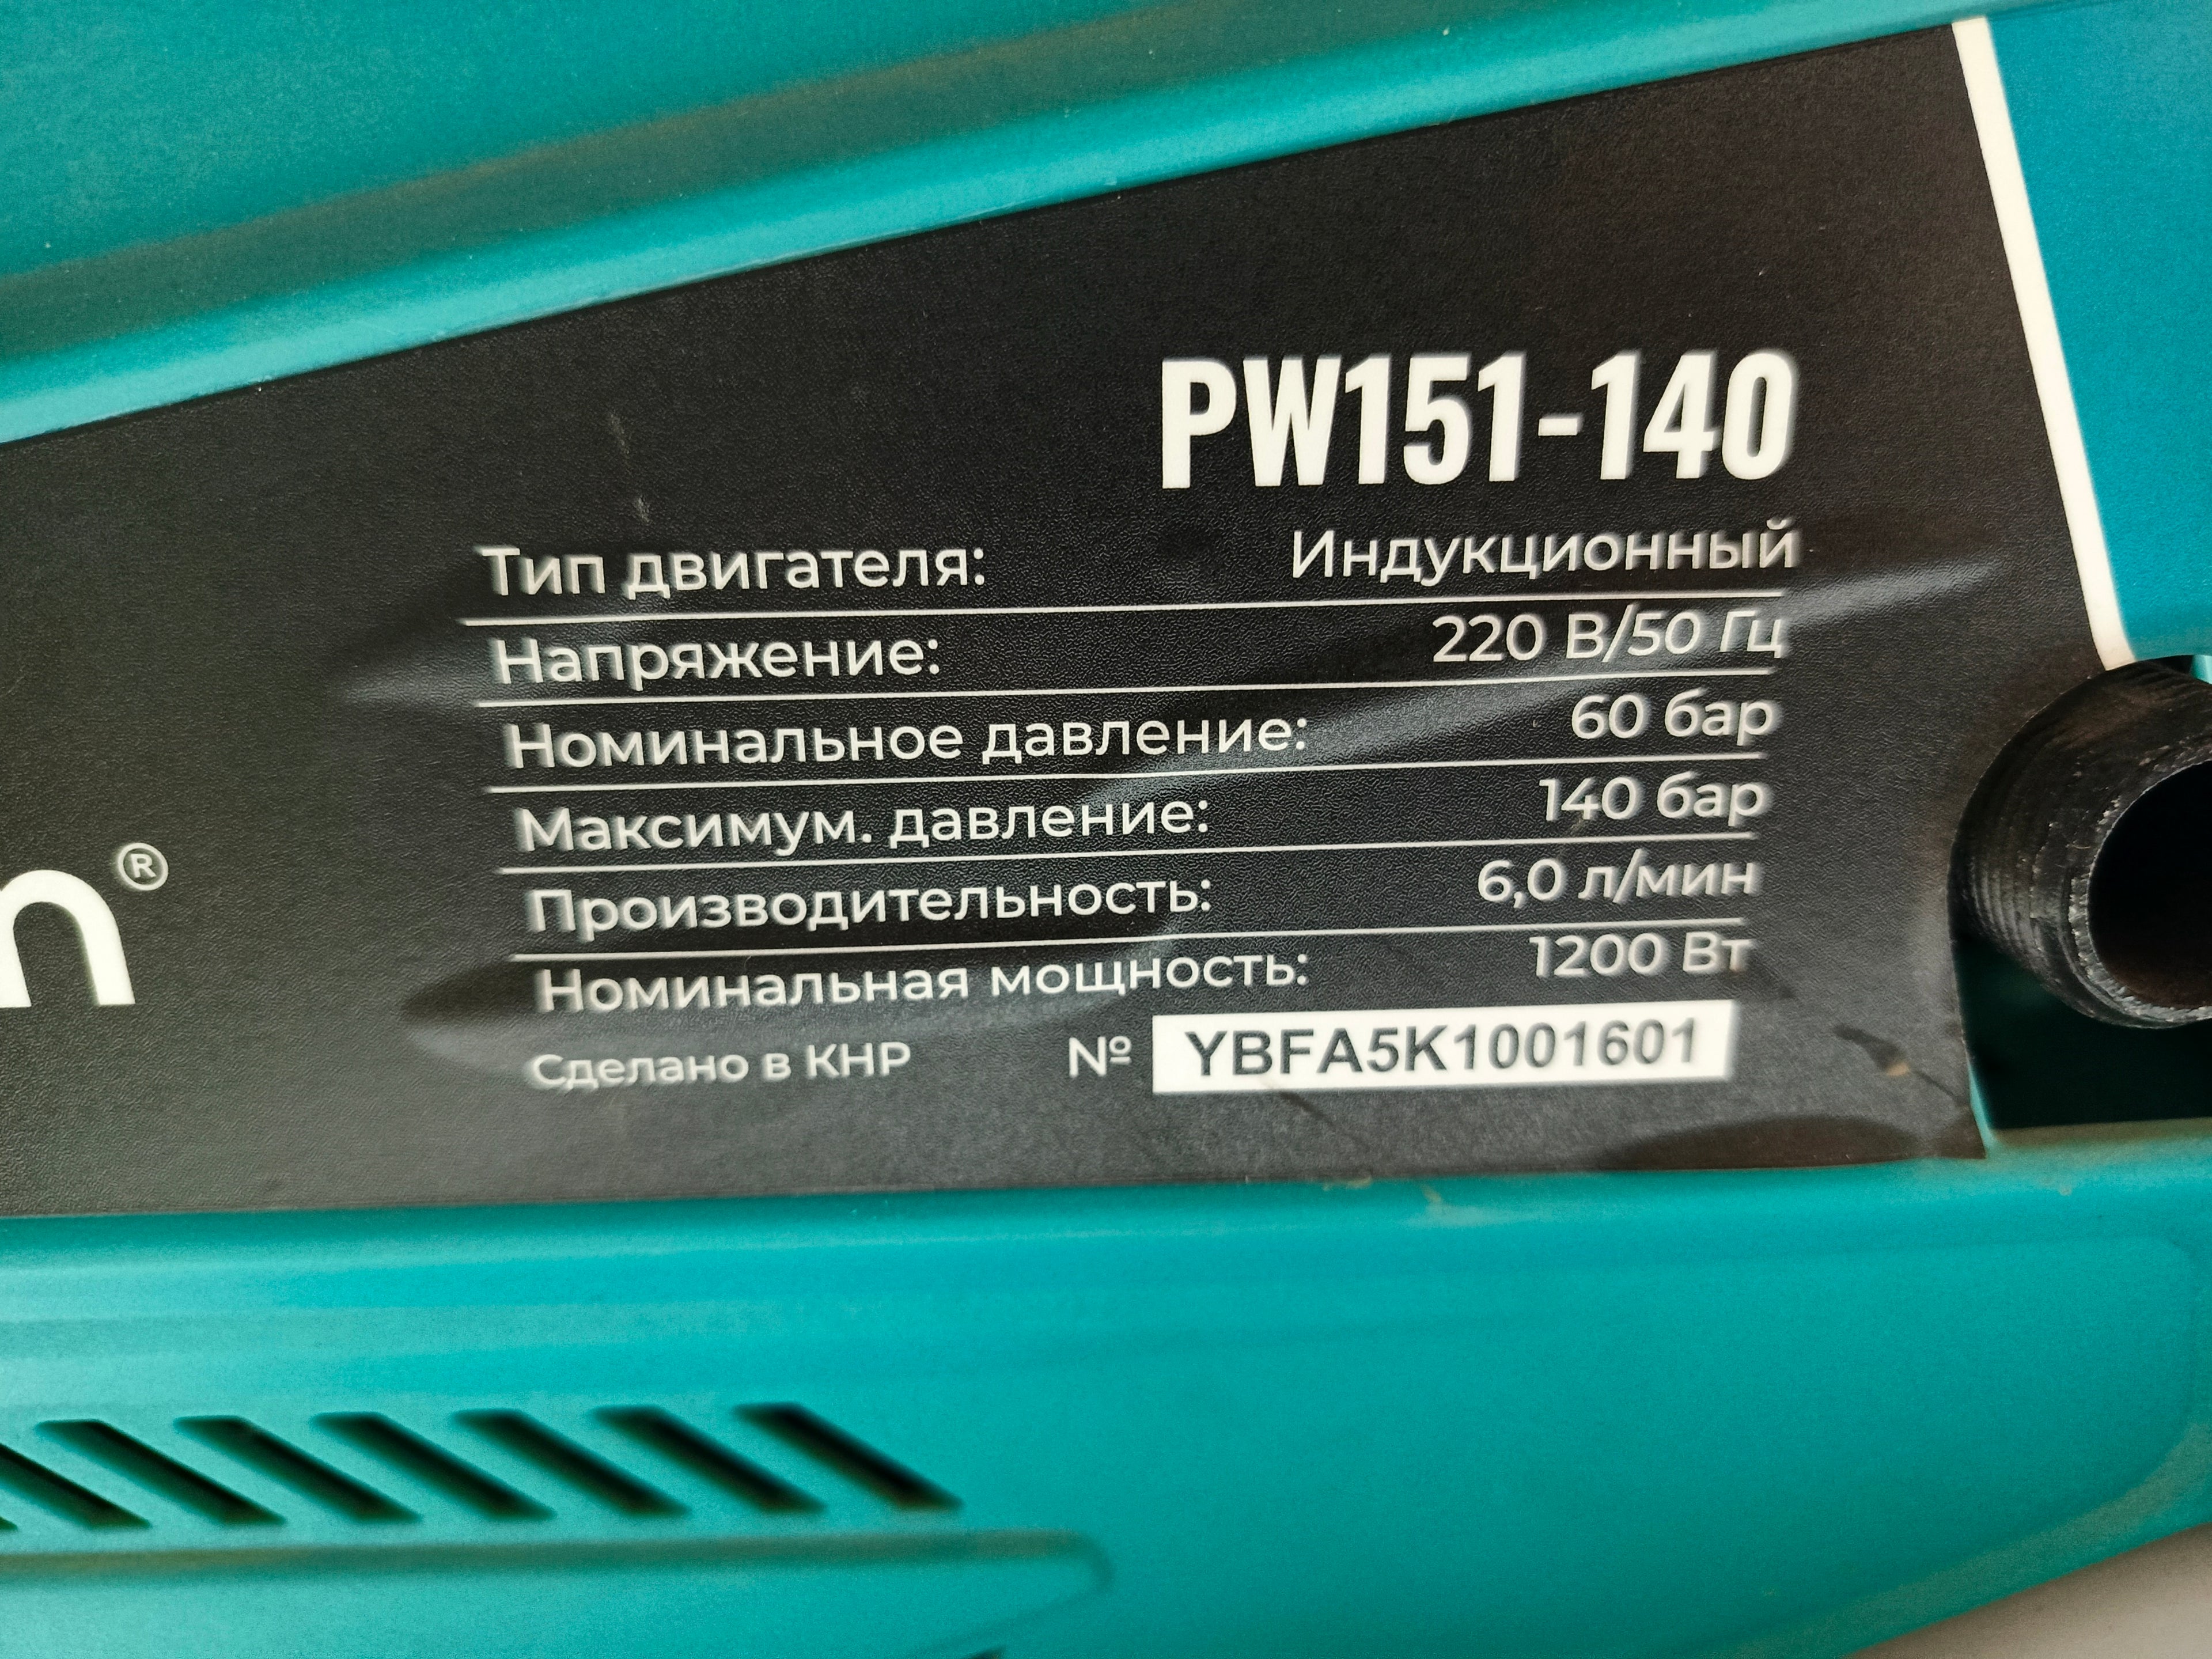 PW151-140
Тип двигателя: Индукционный
Напряжение: 220 В/50 Гц
Номинальное давление: 60 бар
Максимум. давление: 140 бар
Производительность: 6,0 л/мин
Номинальная мощность: 1200 Вт
Сделано в КНР № YBFA5K1001601
n®